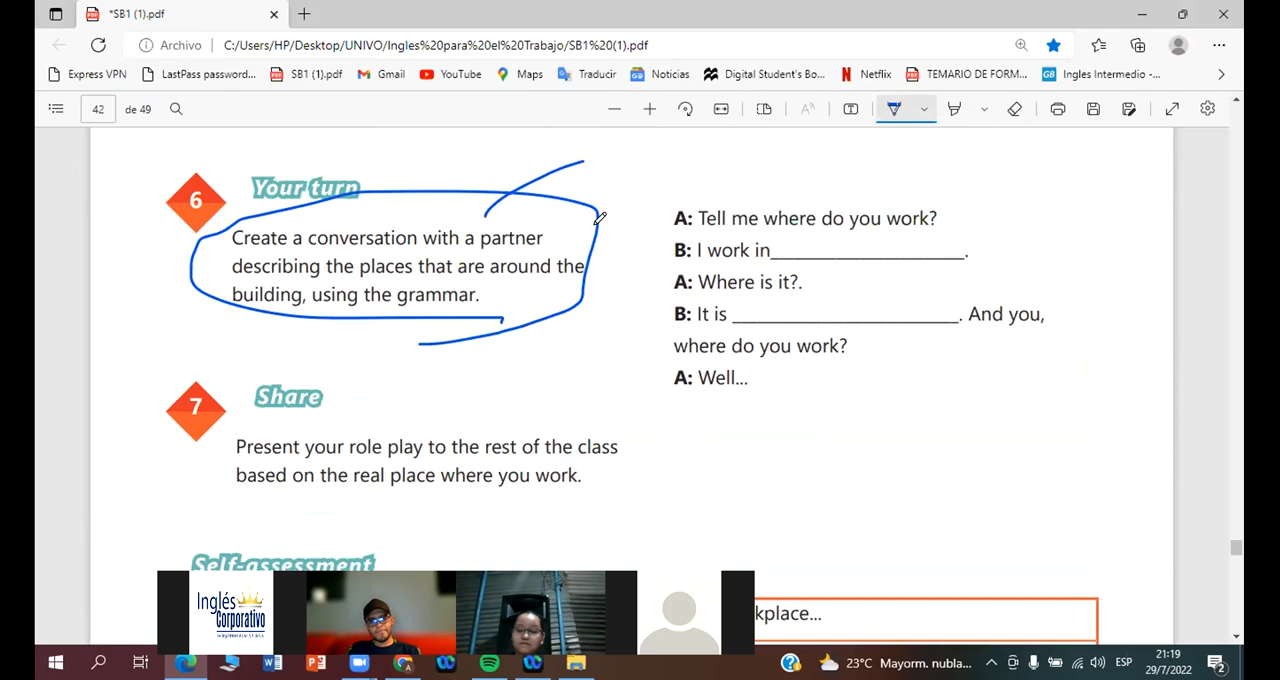 *SB1 (1).pdf
Archivo
C:/Users/HP/Desktop/UNIVO/Ingles%20para%20el%20Trabajo/SB1%20(1).pdf
Express VPN
LastPass password...
SB1 (1).pdf
Gmail
YouTube
Maps
Traducir
Noticias
Digital Student's Bo...
Netflix
TEMARIO DE FORM...
Ingles Intermedio -...
42 de 49
6
Your turn
Create a conversation with a partner
describing the places that are around the
building, using the grammar.
A: Tell me where do you work?
B: I work in____________________.
A: Where is it?.
B: It is ________________________. And you,
where do you work?
A: Well...
7
Share
Present your role play to the rest of the class
based on the real place where you work.
Self-assessment
kplace...
Inglés
Corporativo
23°C Mayorm. nubla...
ESP
21:19
29/7/2022
2